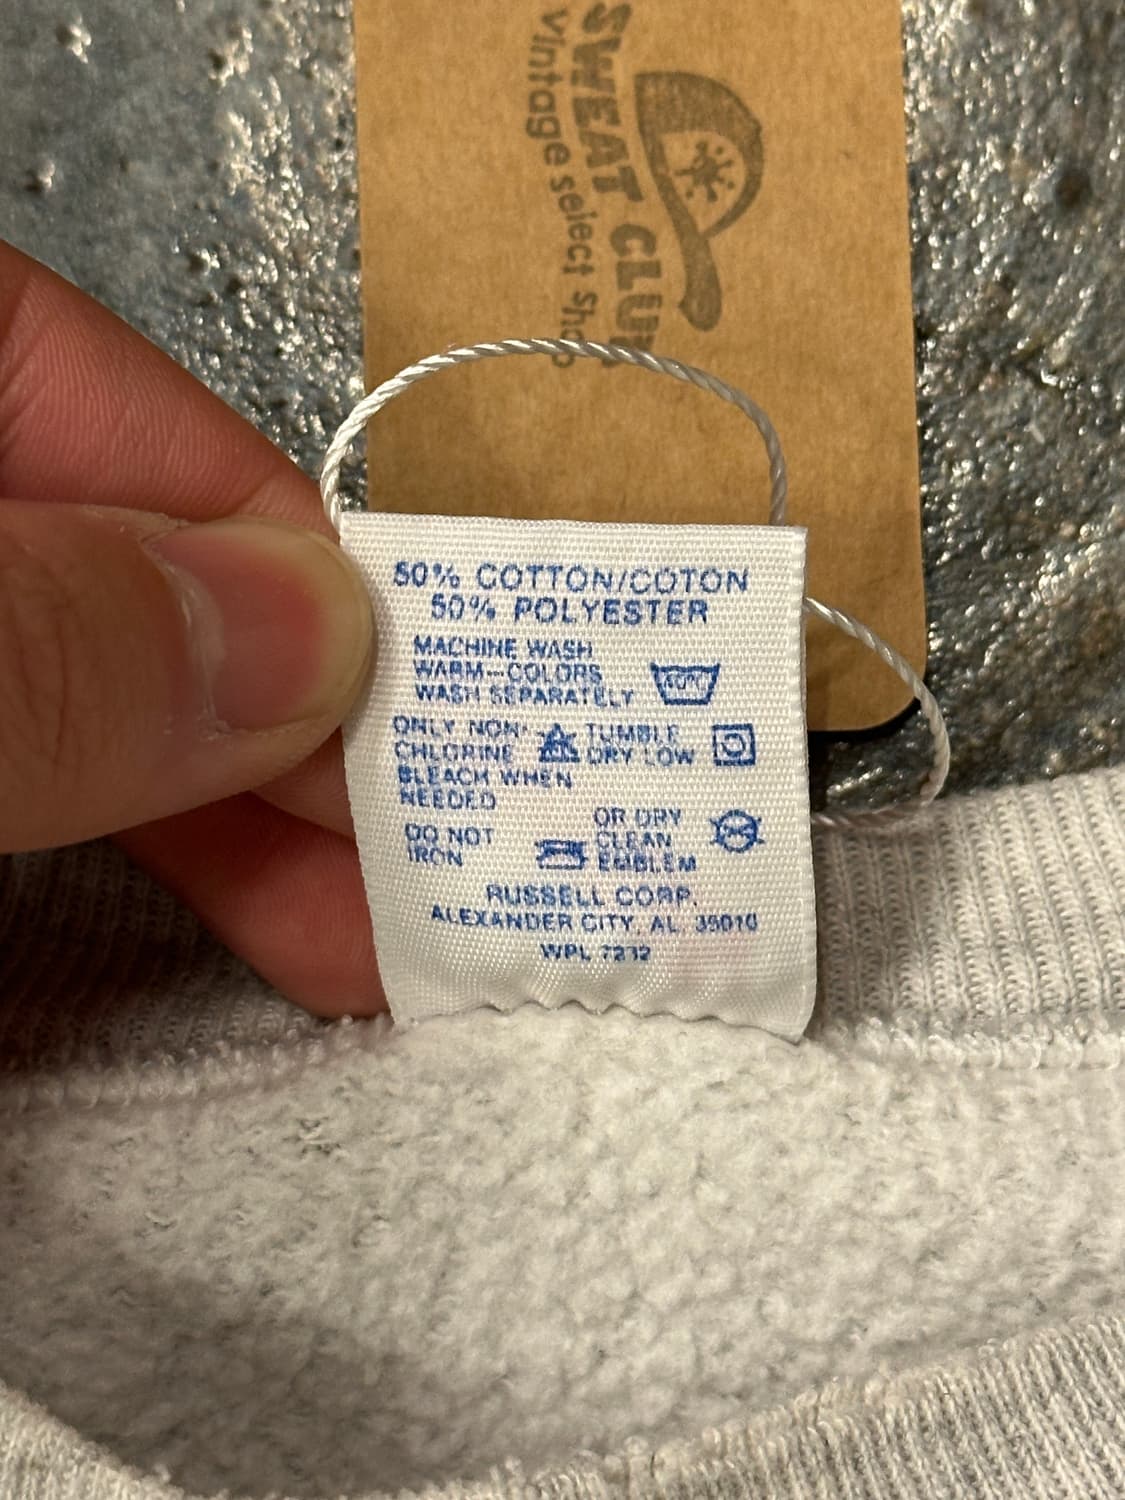 SWEAT CLUB
Vintage select Shop
50% COTTON/COTON
50% POLYESTER
MACHINE WASH
WARM-COLORS
WASH SEPARATELY
ONLY NON-
CHLORINE
BLEACH WHEN
NEEDED
TUMBLE
DRY LOW
DO NOT
IRON
OR DRY
CLEAN
EMBLEM
RUSSELL CORP.
ALEXANDER CITY, AL 35010
WPL 7232